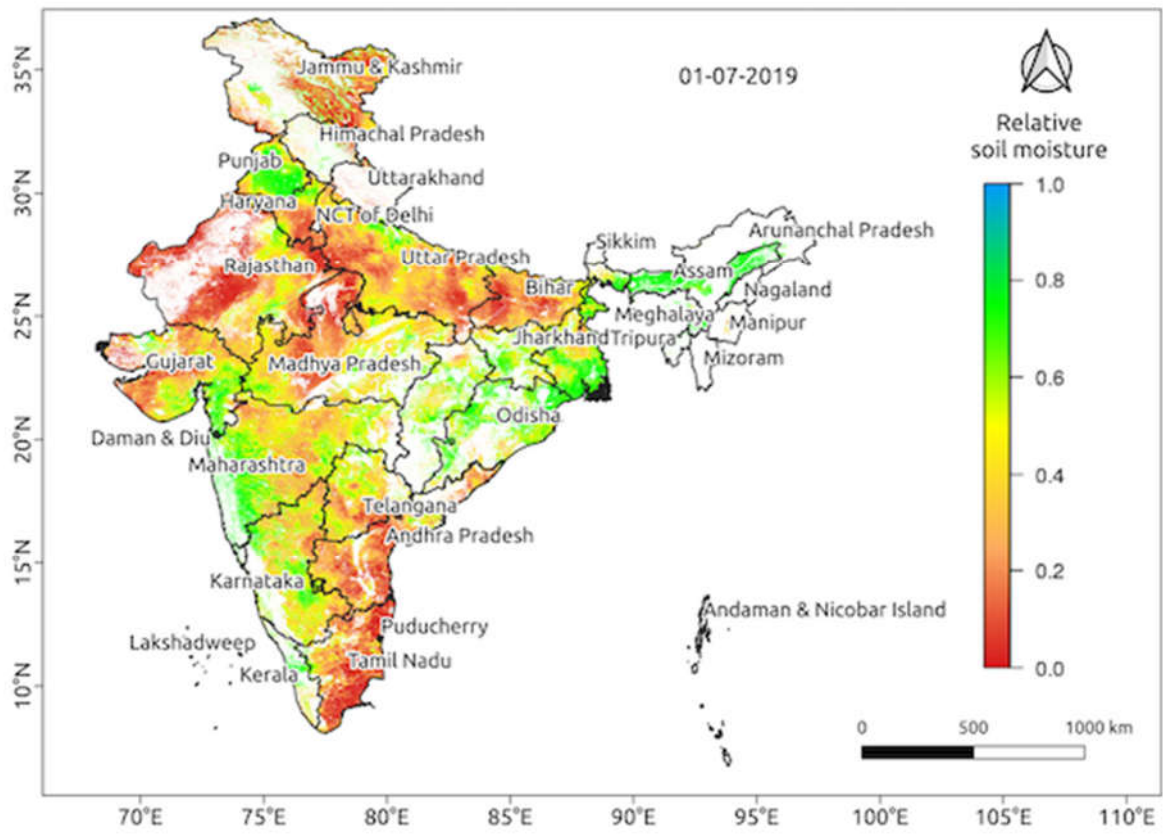 01-07-2019
Relative
soil moisture
1.0
0.8
0.6
0.4
0.2
0.0
0 500 1000 km
35°N
30°N
25°N
20°N
15°N
10°N
Jammu & Kashmir
Himachal Pradesh
Punjab
Uttarakhand
Haryana
NCT of Delhi
Sikkim
Arunanchal Pradesh
Rajasthan
Uttar Pradesh
Assam
Bihar
Nagaland
Meghalaya
Manipur
Jharkhand
Tripura
Gujarat
Madhya Pradesh
Mizoram
Odisha
Daman & Diu
Maharashtra
Telangana
Andhra Pradesh
Karnataka
Andaman & Nicobar Island
Puducherry
Lakshadweep
Tamil Nadu
Kerala
70°E 75°E 80°E 85°E 90°E 95°E 100°E 105°E 110°E